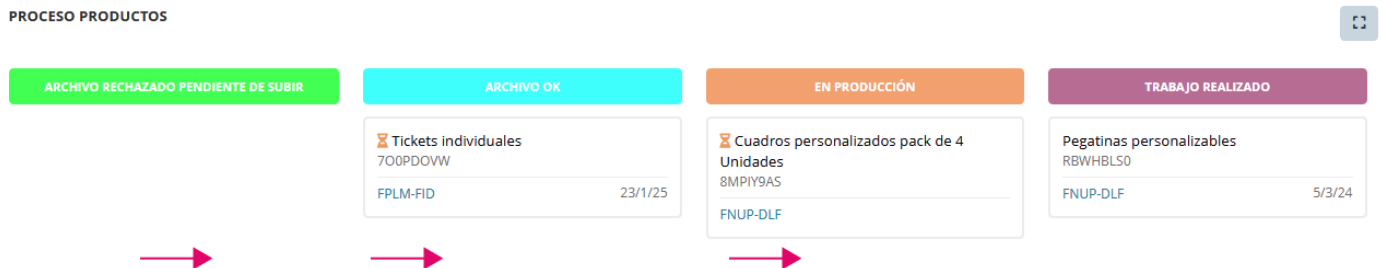 PROCESO PRODUCTOS
ARCHIVO RECHAZADO PENDIENTE DE SUBIR
ARCHIVO OK
Tickets individuales
7O0PDOVW
FPLM-FID 23/1/25
EN PRODUCCIÓN
Cuadros personalizados pack de 4
Unidades
8MPIY9AS
FNUP-DLF
TRABAJO REALIZADO
Pegatinas personalizables
RBWHBLS0
FNUP-DLF 5/3/24